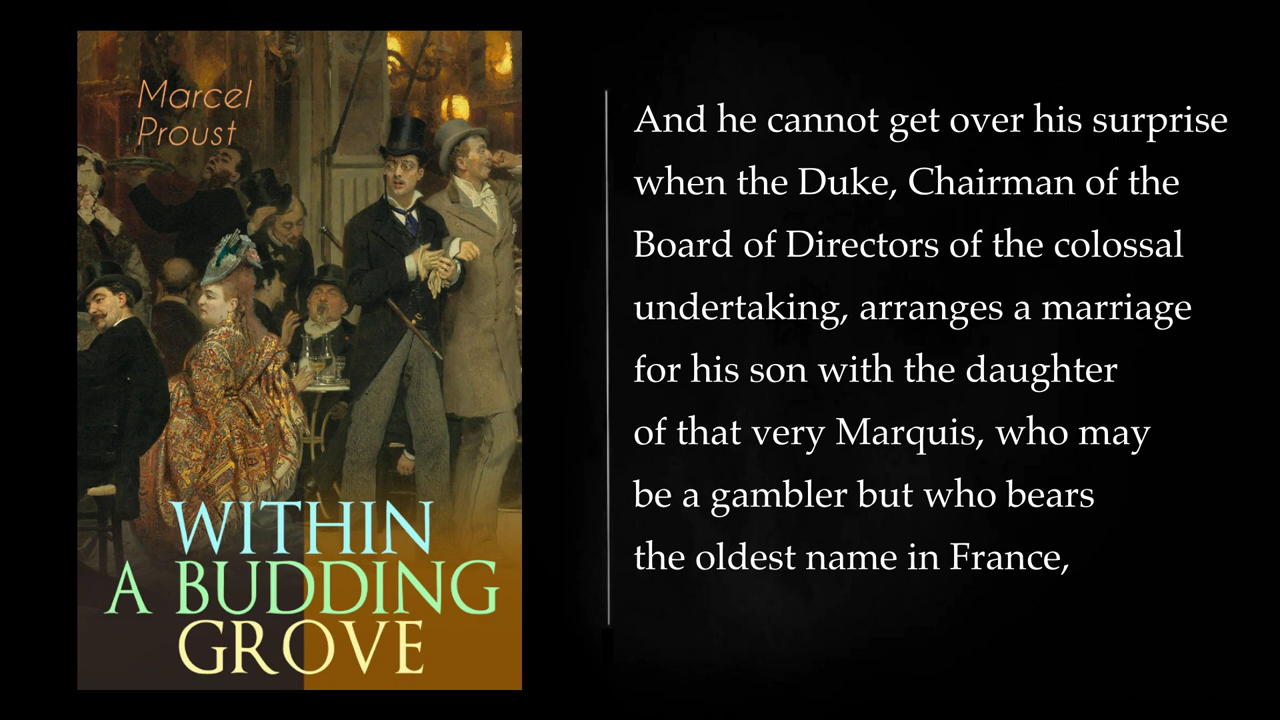 Marcel
Proust
WITHIN
A BUDDING
GROVE
And he cannot get over his surprise
when the Duke, Chairman of the
Board of Directors of the colossal
undertaking, arranges a marriage
for his son with the daughter
of that very Marquis, who may
be a gambler but who bears
the oldest name in France,